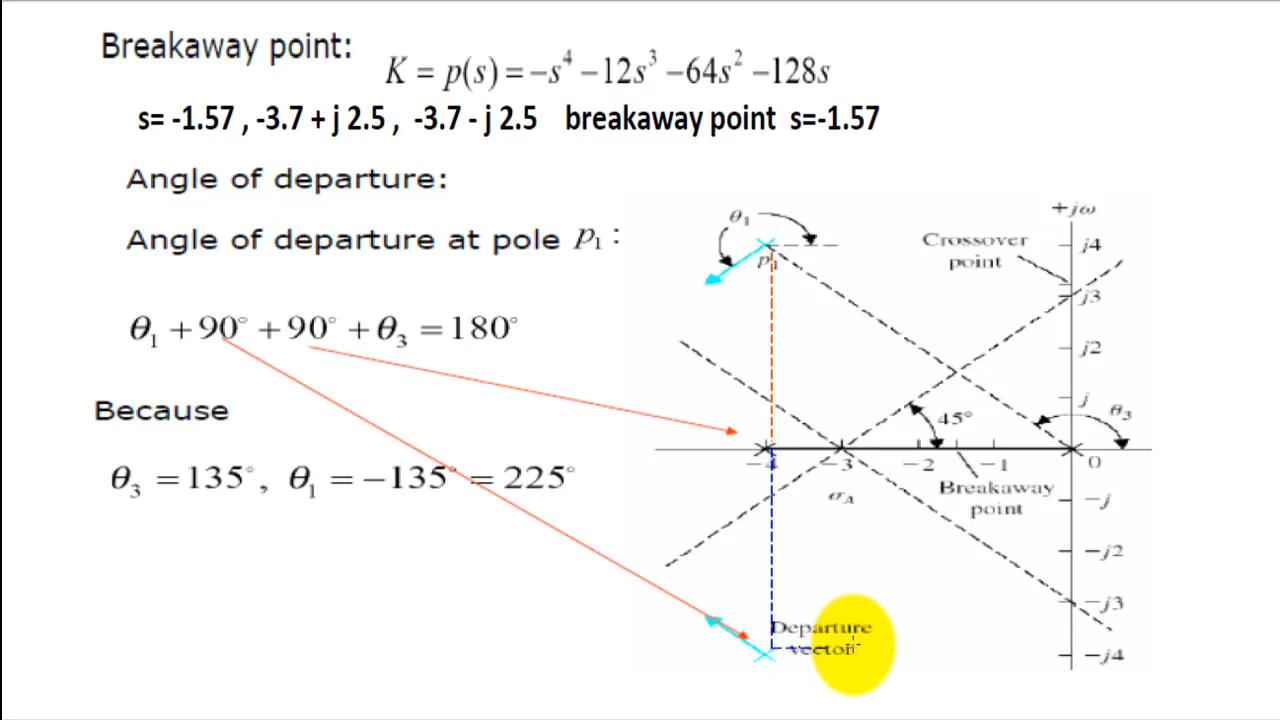 Breakaway point:
K = p(s) = −s⁴ −12s³ −64s² −128s
s= -1.57 , -3.7 + j 2.5 , -3.7 - j 2.5 breakaway point s=-1.57
Angle of departure:
Angle of departure at pole p₁ :
θ₁ + 90° + 90° + θ₃ = 180°
Because
θ₃ = 135°, θ₁ = −135° = 225°
θ₁
+jω
Crossover
point
j4
p₁
j3
j2
j
θ₃
45°
−4
−3
−2
−1
0
σA
Breakaway
point
−j
−j2
−j3
Departure
vector
−j4